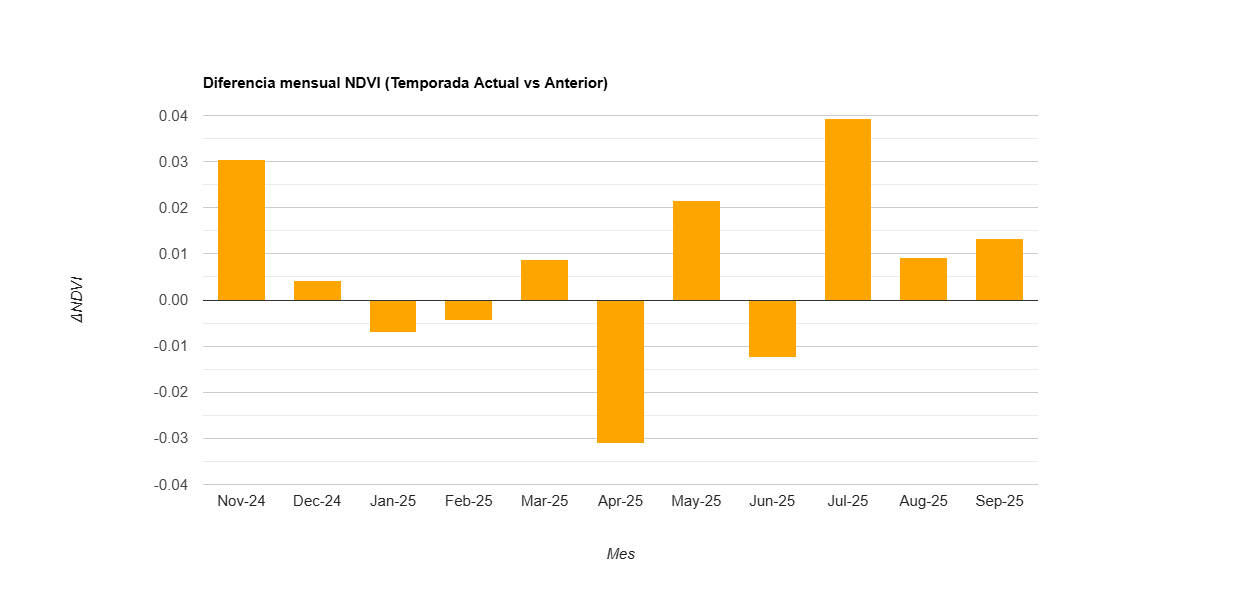 Diferencia mensual NDVI (Temporada Actual vs Anterior)
0.04
0.03
0.02
0.01
0.00
-0.01
-0.02
-0.03
-0.04
ΔNDVI
Nov-24 Dec-24 Jan-25 Feb-25 Mar-25 Apr-25 May-25 Jun-25 Jul-25 Aug-25 Sep-25
Mes